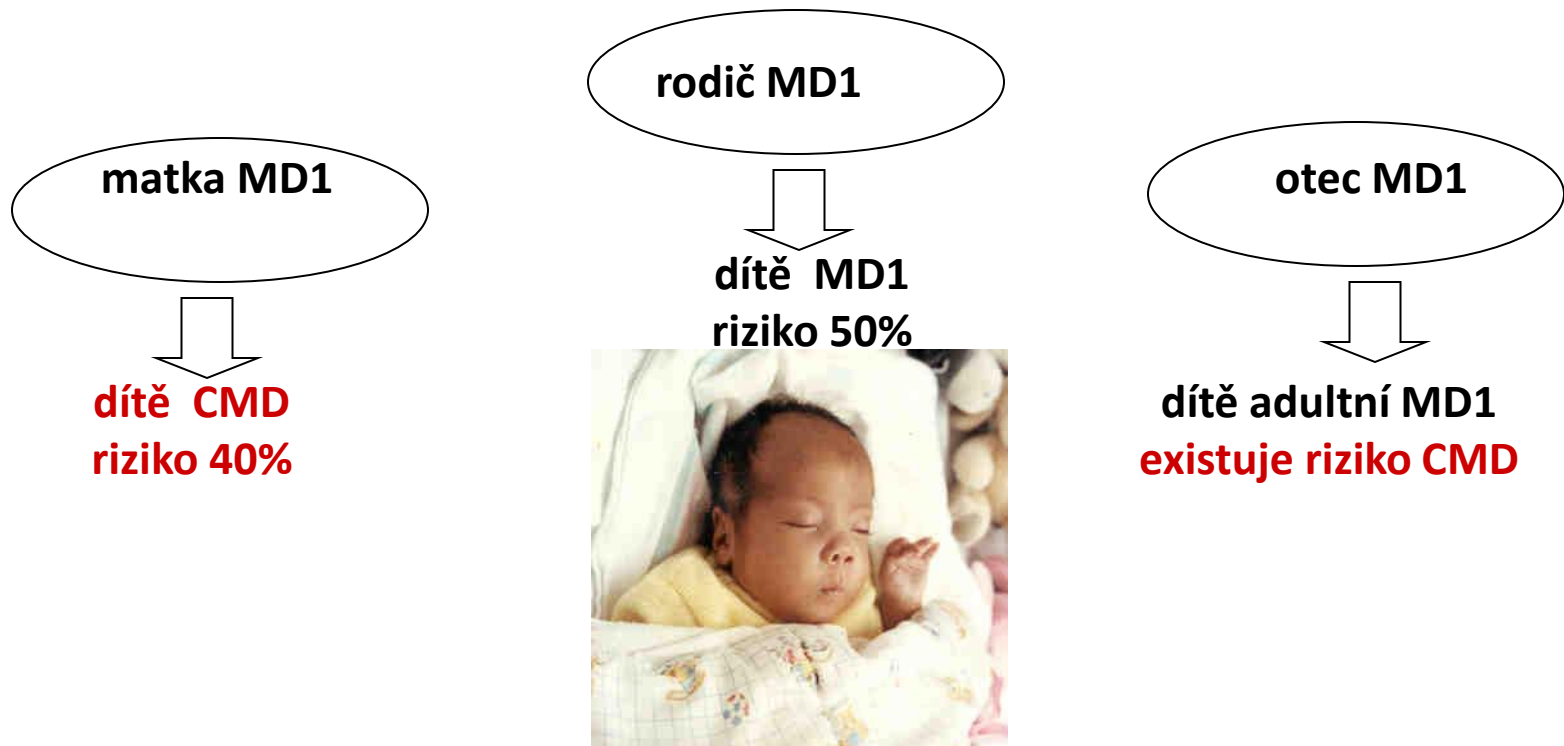 rodič MD1
matka MD1
otec MD1
dítě MD1
riziko 50%
dítě CMD
riziko 40%
dítě adultní MD1
existuje riziko CMD